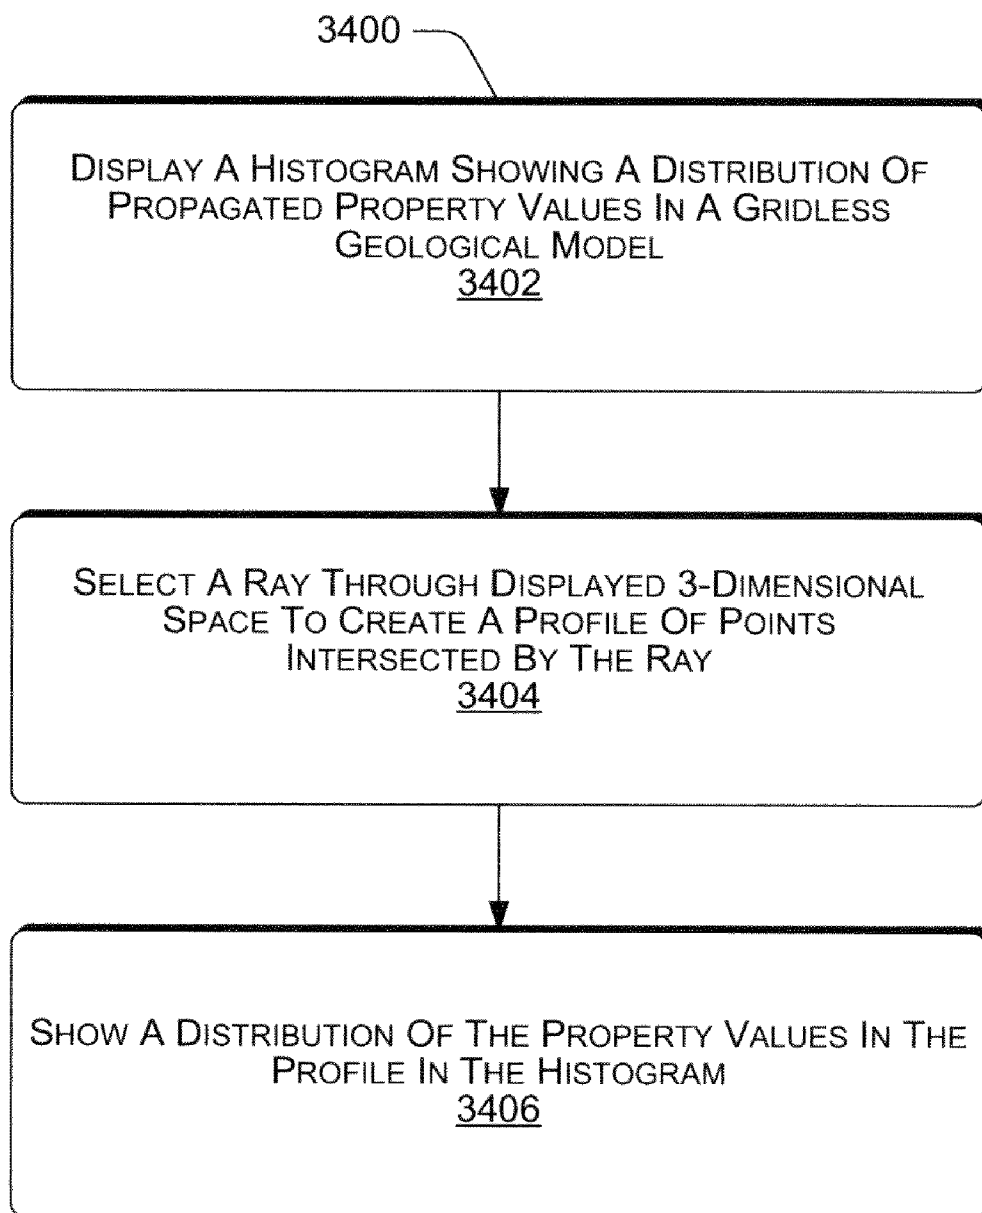 3400
DISPLAY A HISTOGRAM SHOWING A DISTRIBUTION OF
PROPAGATED PROPERTY VALUES IN A GRIDLESS
GEOLOGICAL MODEL
3402
SELECT A RAY THROUGH DISPLAYED 3-DIMENSIONAL
SPACE TO CREATE A PROFILE OF POINTS
INTERSECTED BY THE RAY
3404
SHOW A DISTRIBUTION OF THE PROPERTY VALUES IN THE
PROFILE IN THE HISTOGRAM
3406